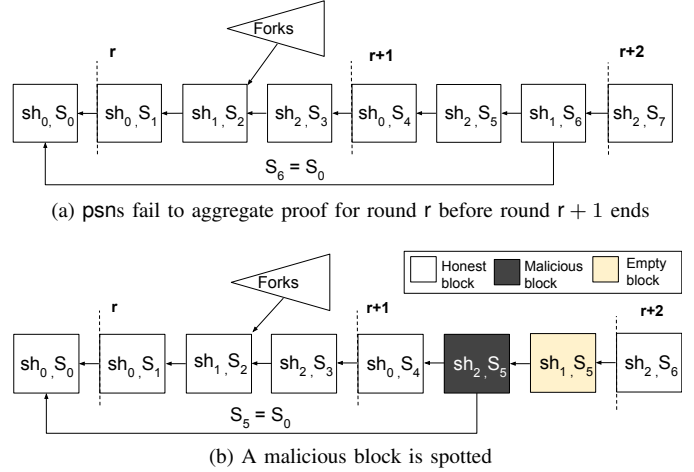 Forks
r
r+1
r+2
sh0, S0
sh0, S1
sh1, S2
sh2, S3
sh0, S4
sh2, S5
sh1, S6
sh2, S7
S6 = S0
(a) psns fail to aggregate proof for round r before round r + 1 ends
Honest block
Malicious block
Empty block
Forks
r
r+1
r+2
sh0, S0
sh0, S1
sh1, S2
sh2, S3
sh0, S4
sh2, S5
sh1, S5
sh2, S6
S5 = S0
(b) A malicious block is spotted